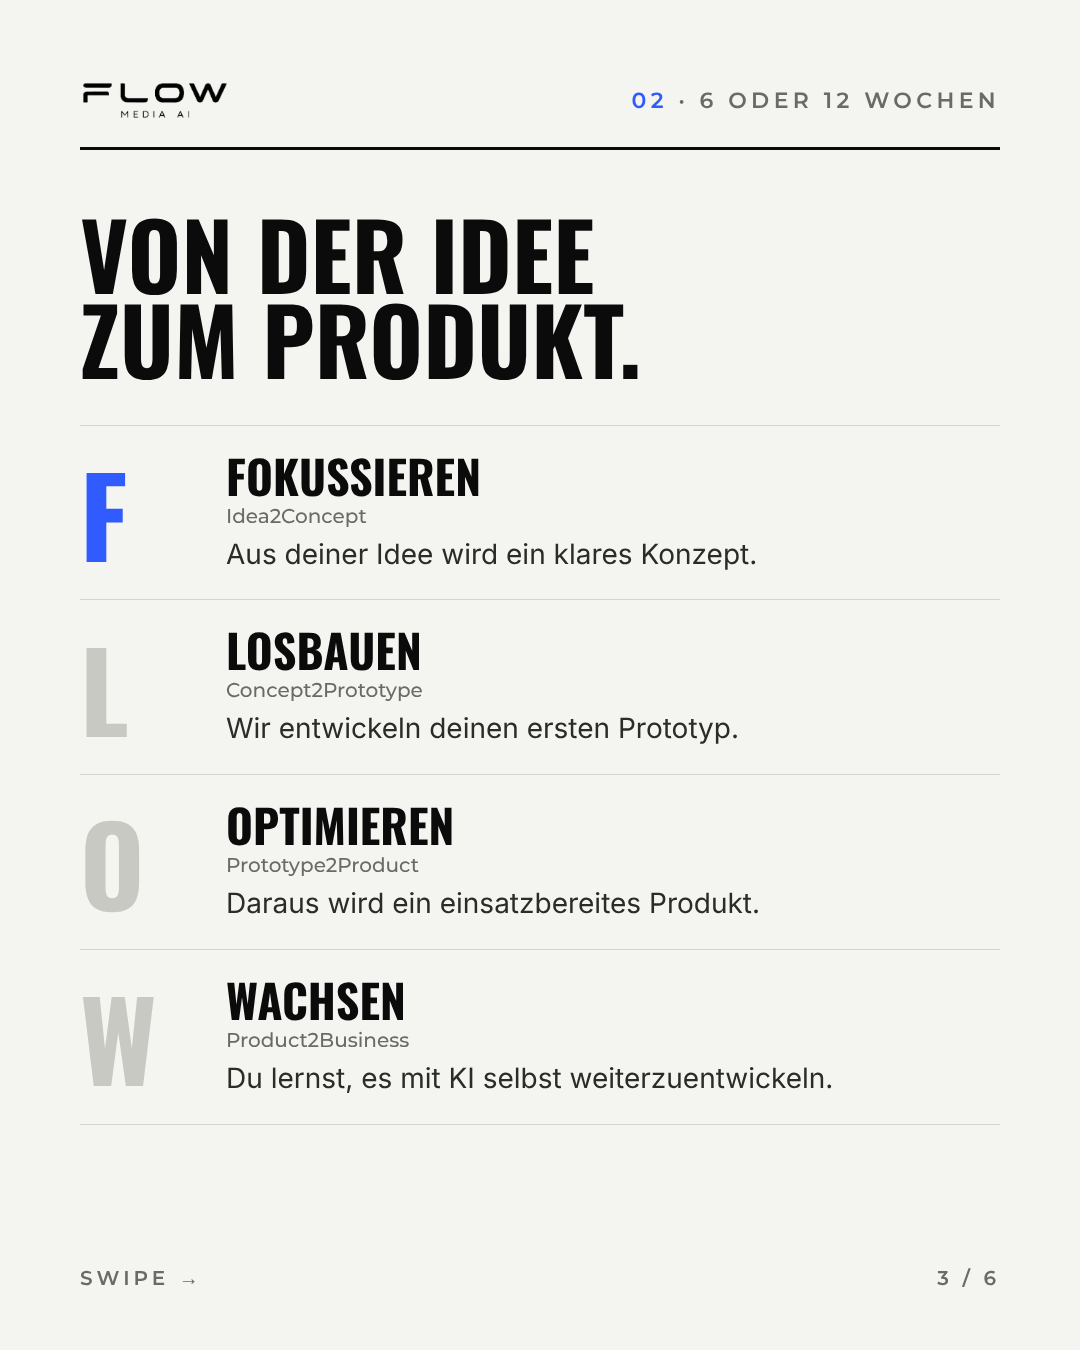 FLOW
MEDIA AI
02 · 6 ODER 12 WOCHEN
VON DER IDEE
ZUM PRODUKT.
F
FOKUSSIEREN
Idea2Concept
Aus deiner Idee wird ein klares Konzept.
L
LOSBAUEN
Concept2Prototype
Wir entwickeln deinen ersten Prototyp.
O
OPTIMIEREN
Prototype2Product
Daraus wird ein einsatzbereites Produkt.
W
WACHSEN
Product2Business
Du lernst, es mit KI selbst weiterzuentwickeln.
SWIPE →
3 / 6